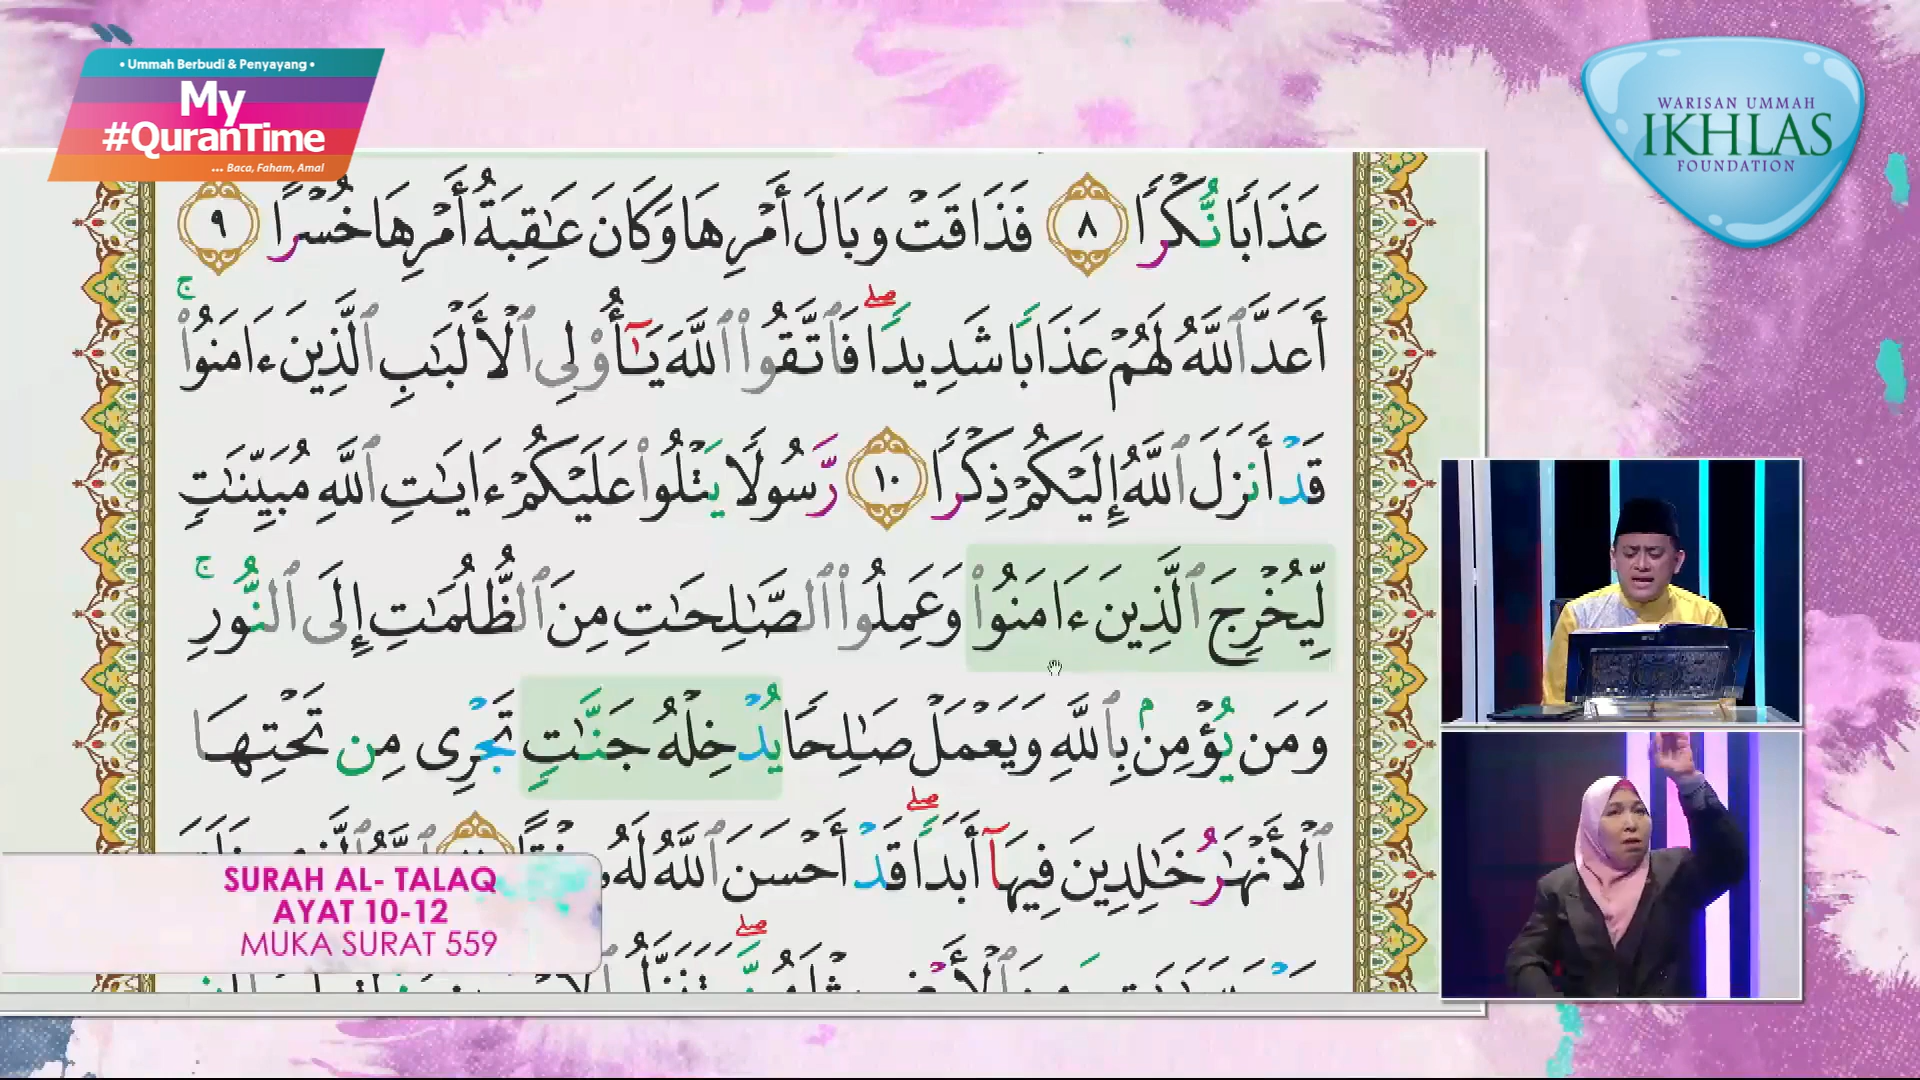 • Ummah Berbudi & Penyayang •
My
#QuranTime
... Baca, Faham, Amal
WARISAN UMMAH
IKHLAS
FOUNDATION
عَذَابًا نُّكْرًا ٨ فَذَاقَتْ وَبَالَ أَمْرِهَا وَكَانَ عَٰقِبَةُ أَمْرِهَا خُسْرًا ٩
أَعَدَّ ٱللَّهُ لَهُمْ عَذَابًا شَدِيدًا ۖ فَٱتَّقُوا۟ ٱللَّهَ يَٰٓأُو۟لِى ٱلْأَلْبَٰبِ ٱلَّذِينَ ءَامَنُوا۟ ۚ
قَدْ أَنزَلَ ٱللَّهُ إِلَيْكُمْ ذِكْرًا ١٠ رَّسُولًا يَتْلُوا۟ عَلَيْكُمْ ءَايَٰتِ ٱللَّهِ مُبَيِّنَٰتٍ
لِّيُخْرِجَ ٱلَّذِينَ ءَامَنُوا۟ وَعَمِلُوا۟ ٱلصَّٰلِحَٰتِ مِنَ ٱلظُّلُمَٰتِ إِلَى ٱلنُّورِ ۚ
وَمَن يُؤْمِنۢ بِٱللَّهِ وَيَعْمَلْ صَٰلِحًا يُدْخِلْهُ جَنَّٰتٍ تَجْرِى مِن تَحْتِهَا
ٱلْأَنْهَٰرُ خَٰلِدِينَ فِيهَآ أَبَدًا ۖ قَدْ أَحْسَنَ ٱللَّهُ لَهُ
SURAH AL- TALAQ
AYAT 10-12
MUKA SURAT 559